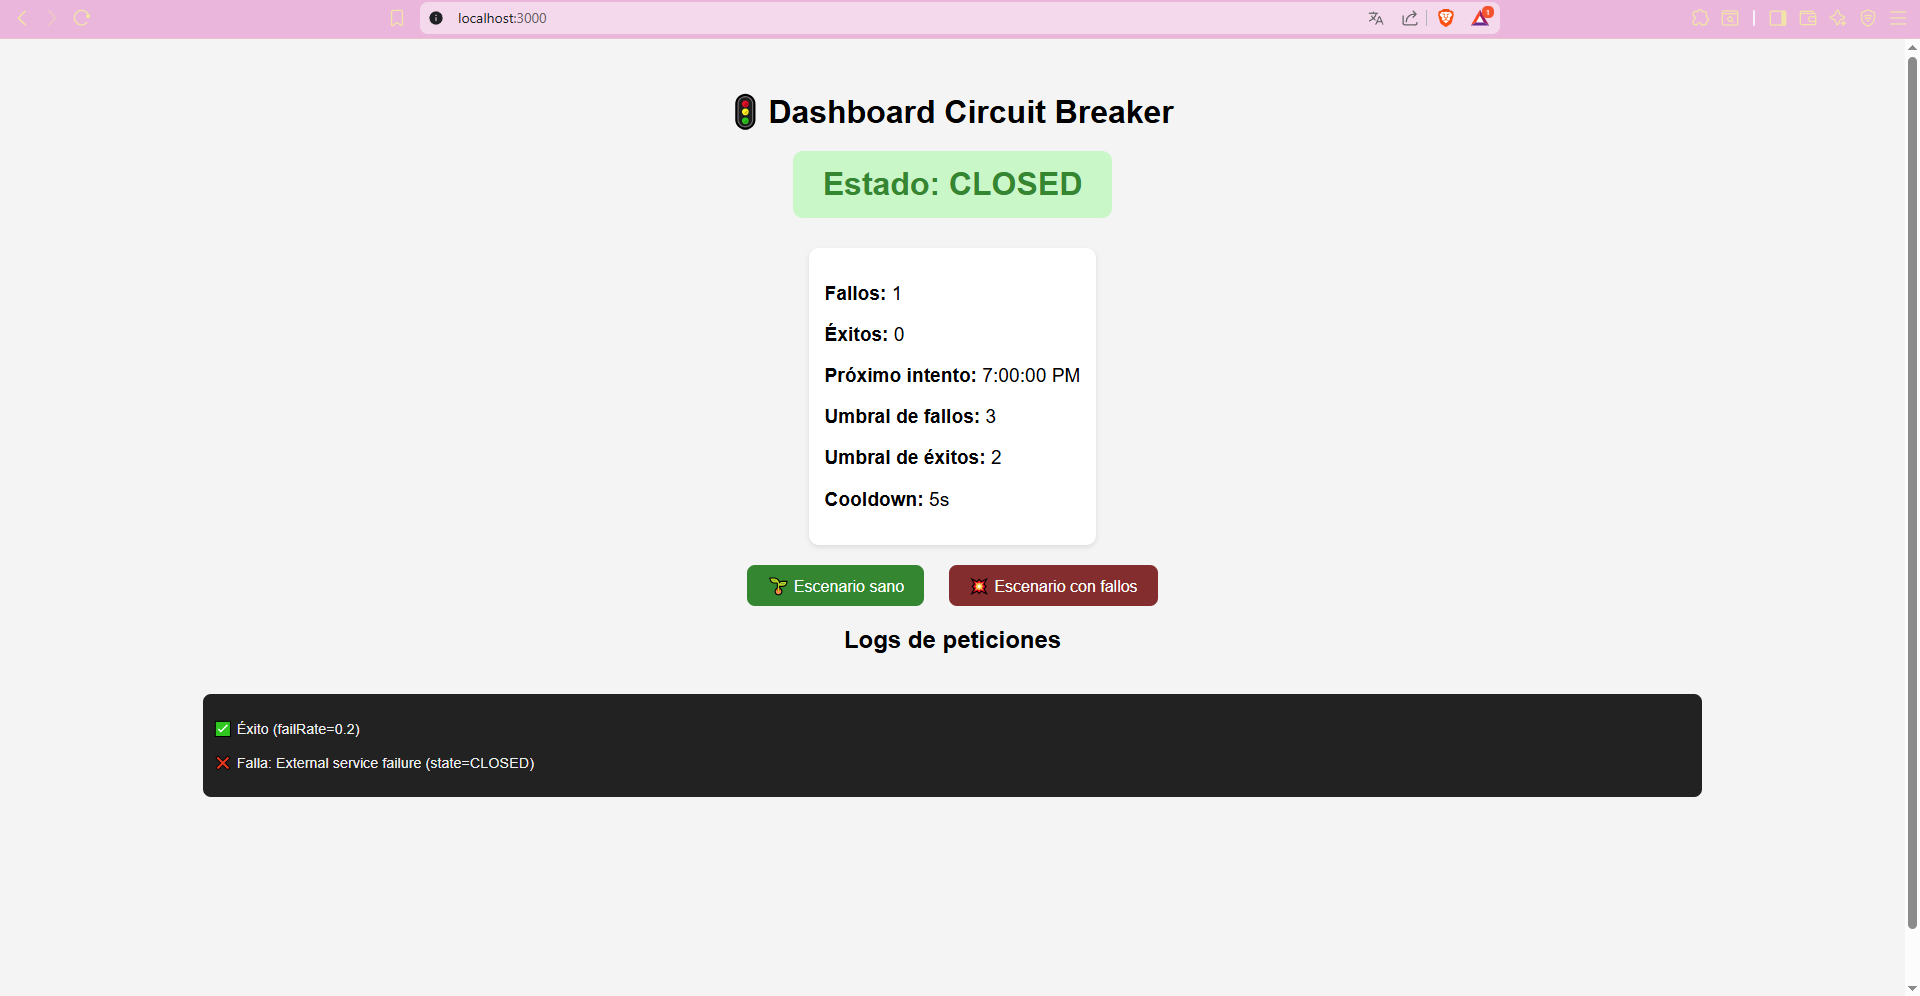 localhost:3000
1
Dashboard Circuit Breaker
Estado: CLOSED
Fallos: 1
Éxitos: 0
Próximo intento: 7:00:00 PM
Umbral de fallos: 3
Umbral de éxitos: 2
Cooldown: 5s
Escenario sano
Escenario con fallos
Logs de peticiones
Éxito (failRate=0.2)
Falla: External service failure (state=CLOSED)